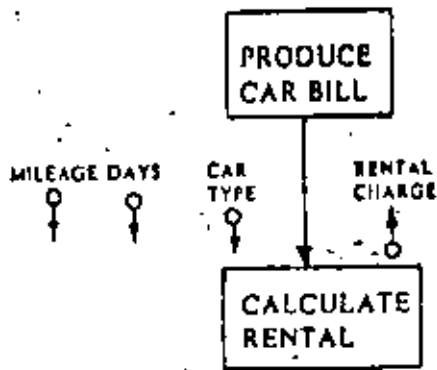 PRODUCE
CAR BILL
MILEAGE DAYS
CAR
TYPE
RENTAL
CHARGE
CALCULATE
RENTAL